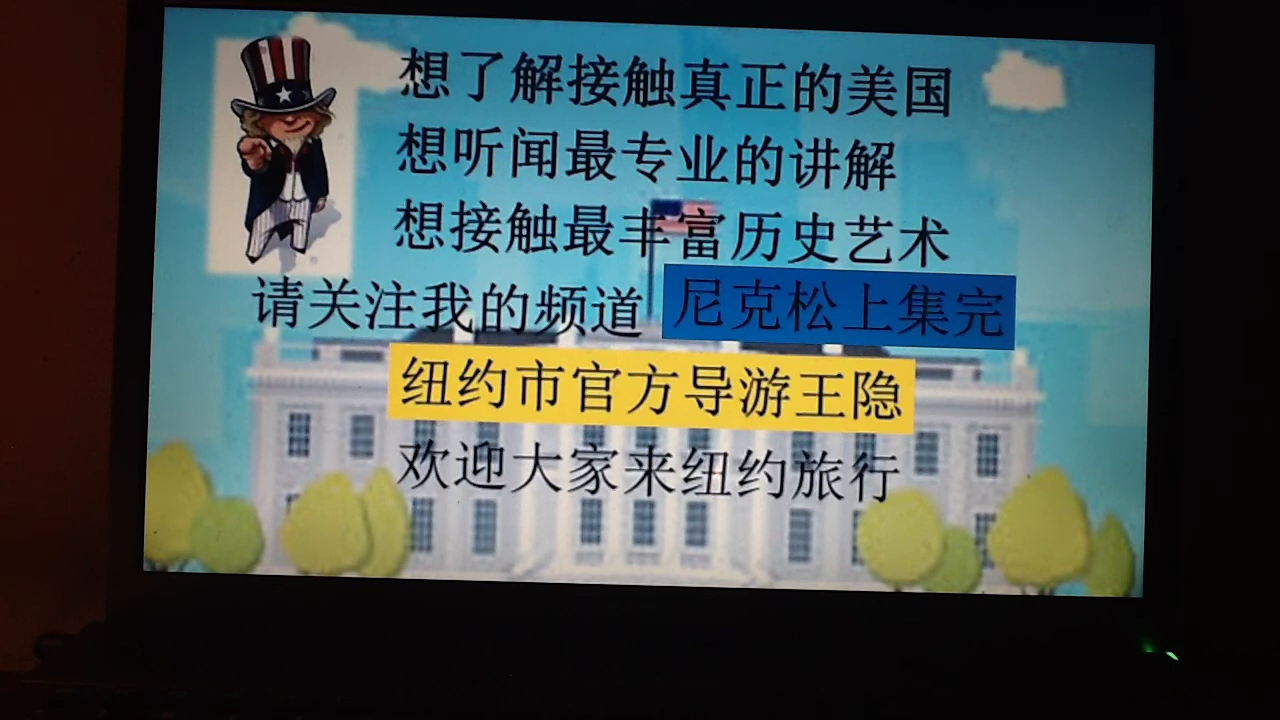 想了解接触真正的美国
想听闻最专业的讲解
想接触最丰富历史艺术
请关注我的频道 尼克松上集完
纽约市官方导游王隐
欢迎大家来纽约旅行